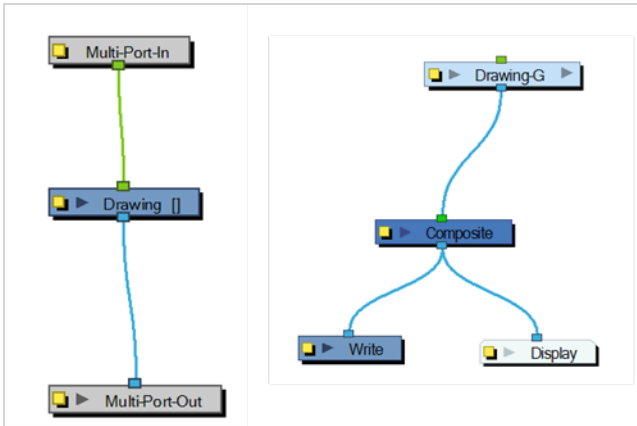 Multi-Port-In
Drawing []
Multi-Port-Out
Drawing-G
Composite
Write
Display